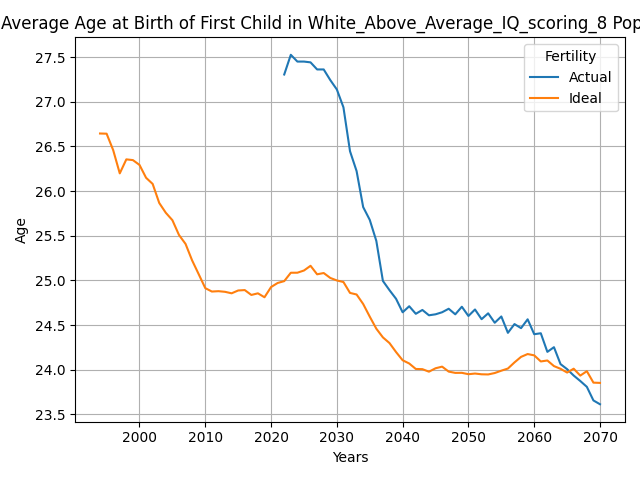 Average Age at Birth of First Child in White_Above_Average_IQ_scoring_8 Pop
Fertility
Actual
Ideal
27.5
27.0
26.5
26.0
25.5
25.0
24.5
24.0
23.5
Age
2000 2010 2020 2030 2040 2050 2060 2070
Years